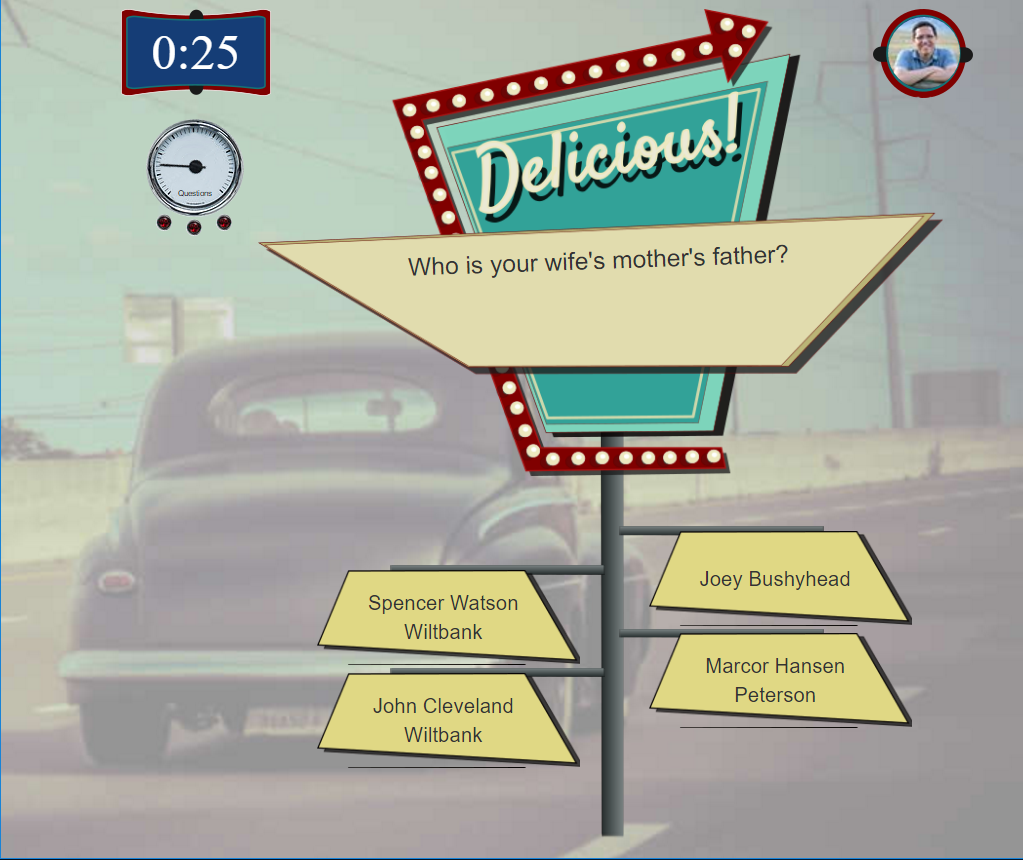 0:25
Questions
Delicious!
Who is your wife's mother's father?
Joey Bushyhead
Spencer Watson
Wiltbank
Marcor Hansen
Peterson
John Cleveland
Wiltbank